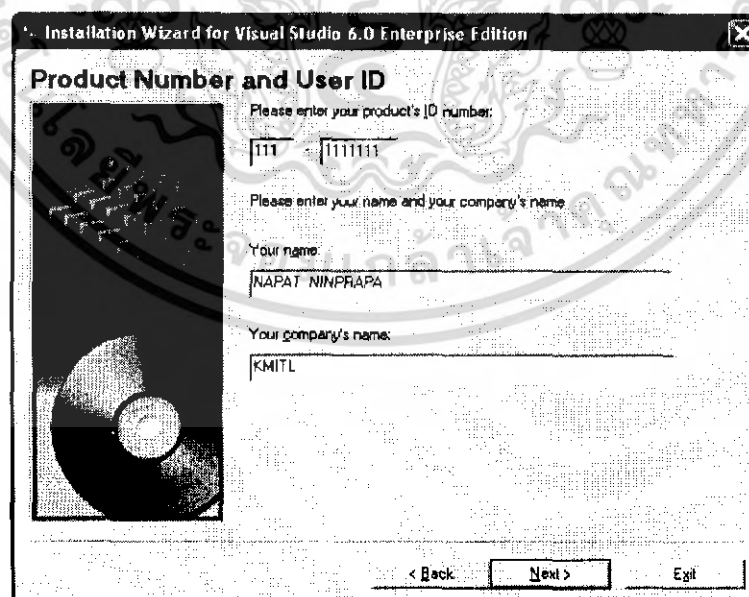 Installation Wizard for Visual Studio 6.0 Enterprise Edition
Product Number and User ID
Please enter your product's ID number:
111 - 1111111
Please enter your name and your company's name
Your name:
NAPAT NINPRAPA
Your company's name:
KMITL
< Back Next > Exit